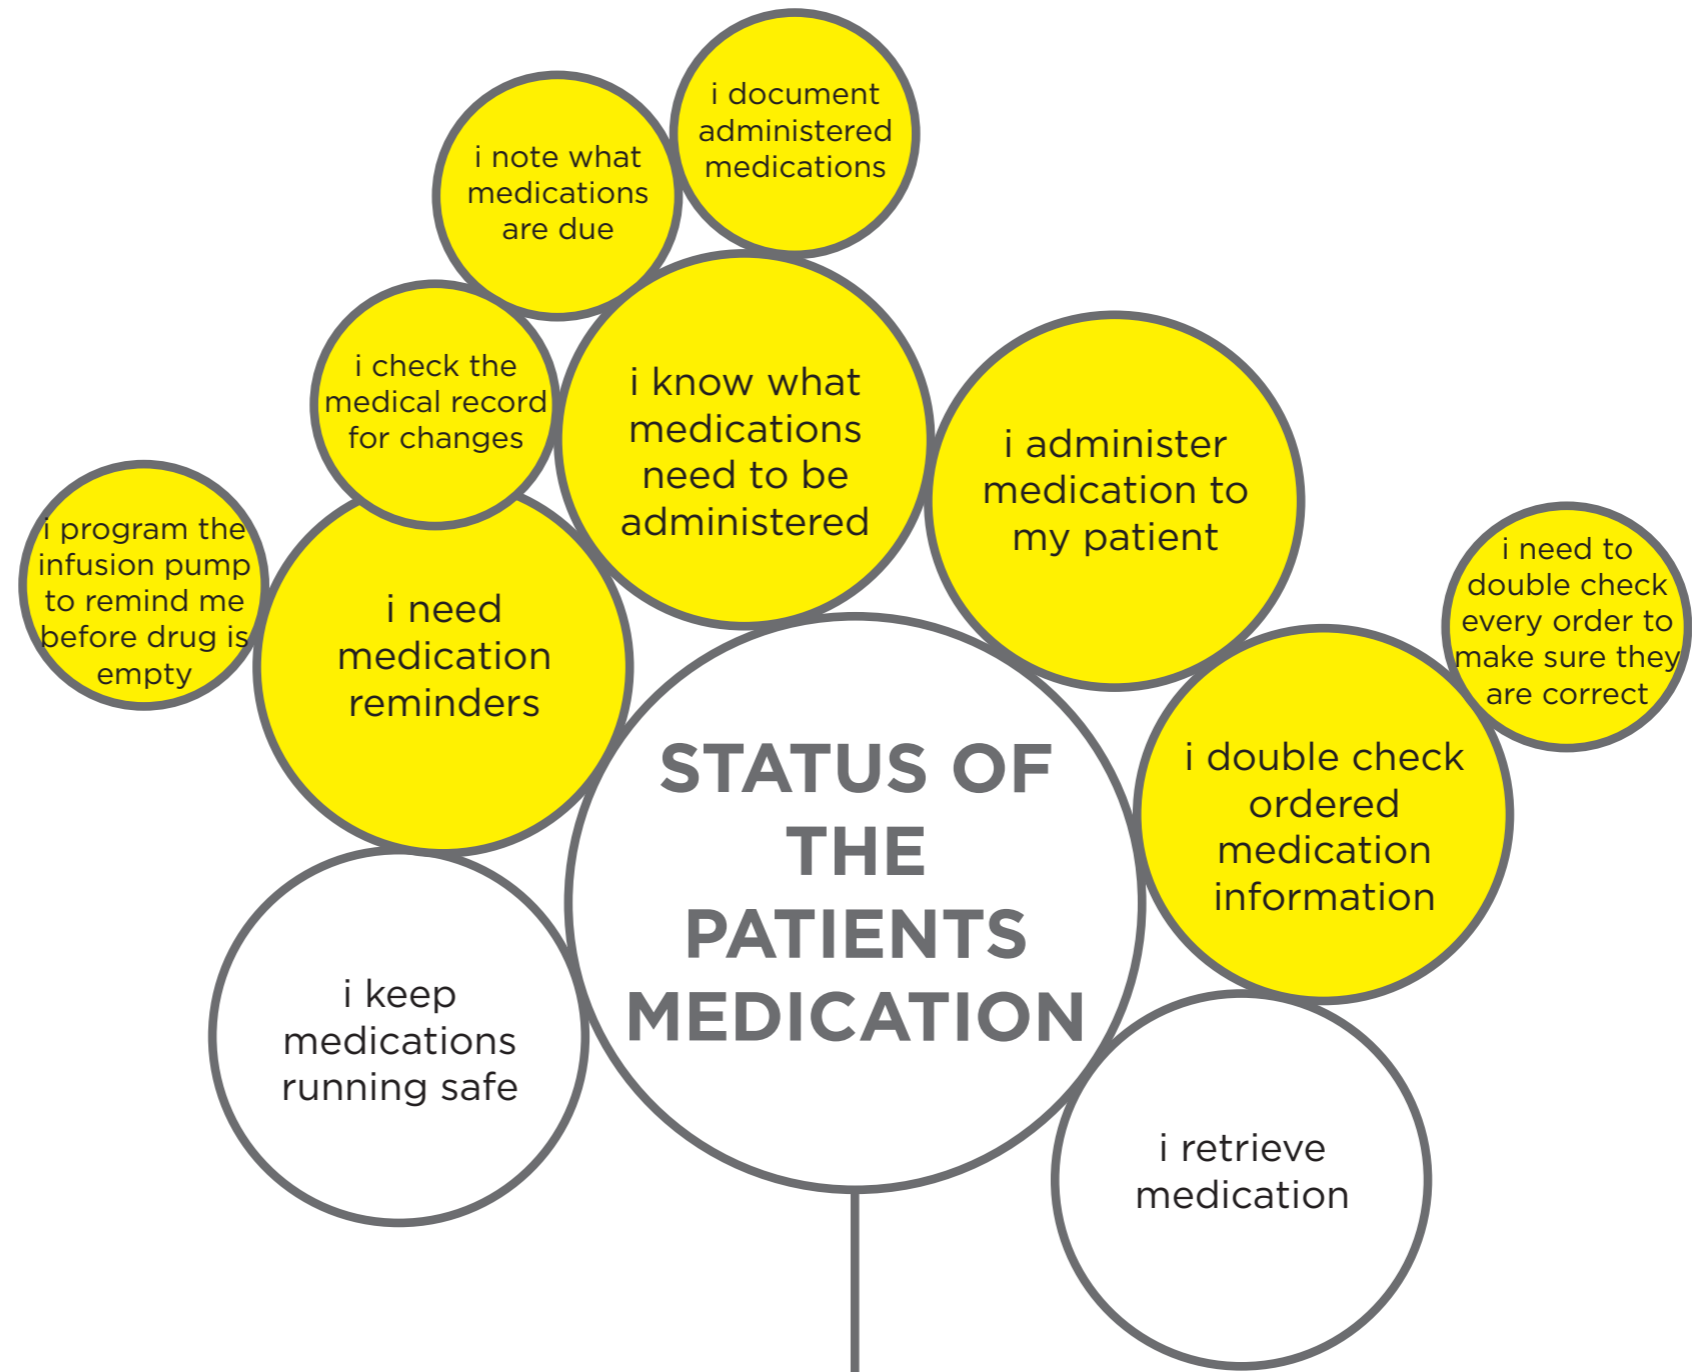 i document
administered
medications
i note what
medications
are due
i check the
medical record
for changes
i know what
medications
need to be
administered
i administer
medication to
my patient
i program the
infusion pump
to remind me
before drug is
empty
i need
medication
reminders
i need to
double check
every order to
make sure they
are correct
STATUS OF
THE
PATIENTS
MEDICATION
i double check
ordered
medication
information
i keep
medications
running safe
i retrieve
medication